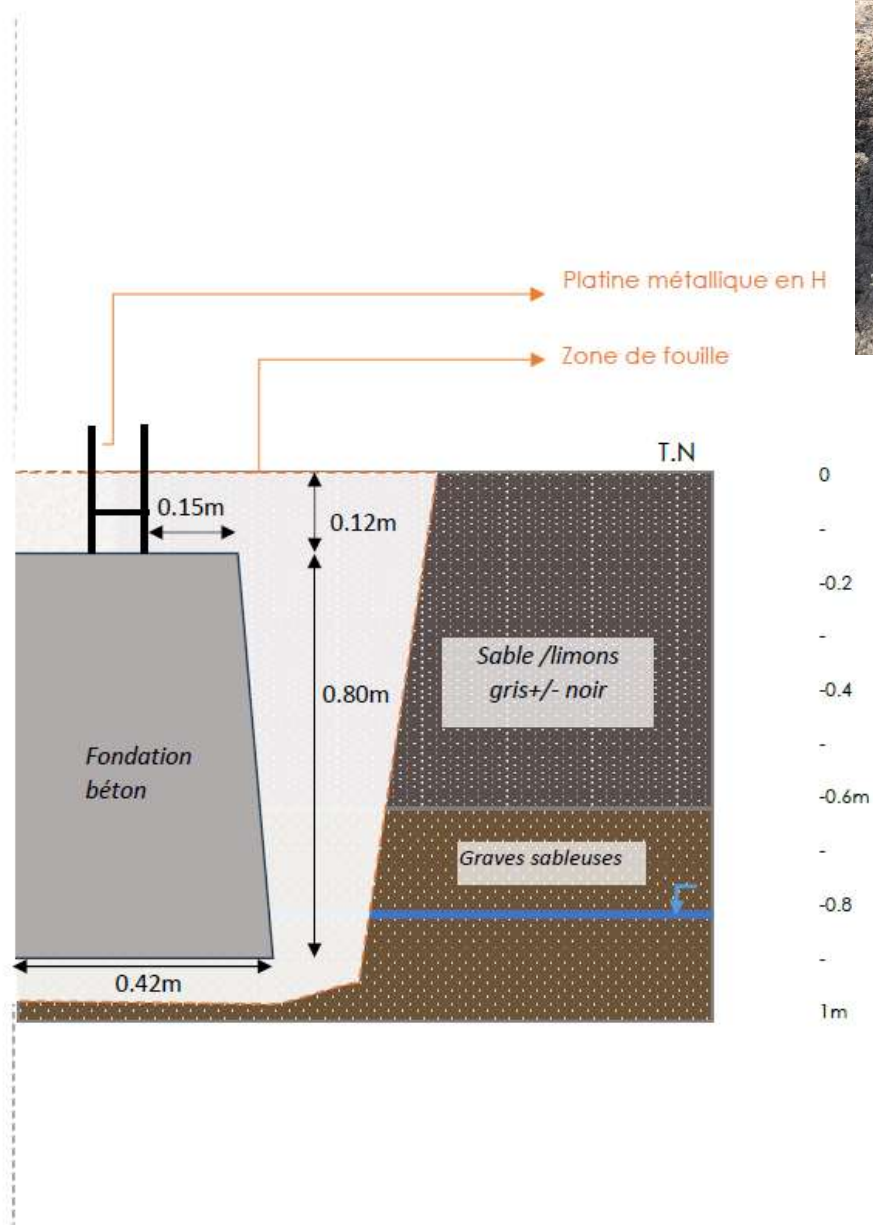 Platine métallique en H
Zone de fouille
T.N
0
0.15m
0.12m
-
-0.2
-
Sable /limons
gris+/- noir
-0.4
0.80m
-
Fondation
béton
-0.6m
-
Graves sableuses
-0.8
-
0.42m
1m